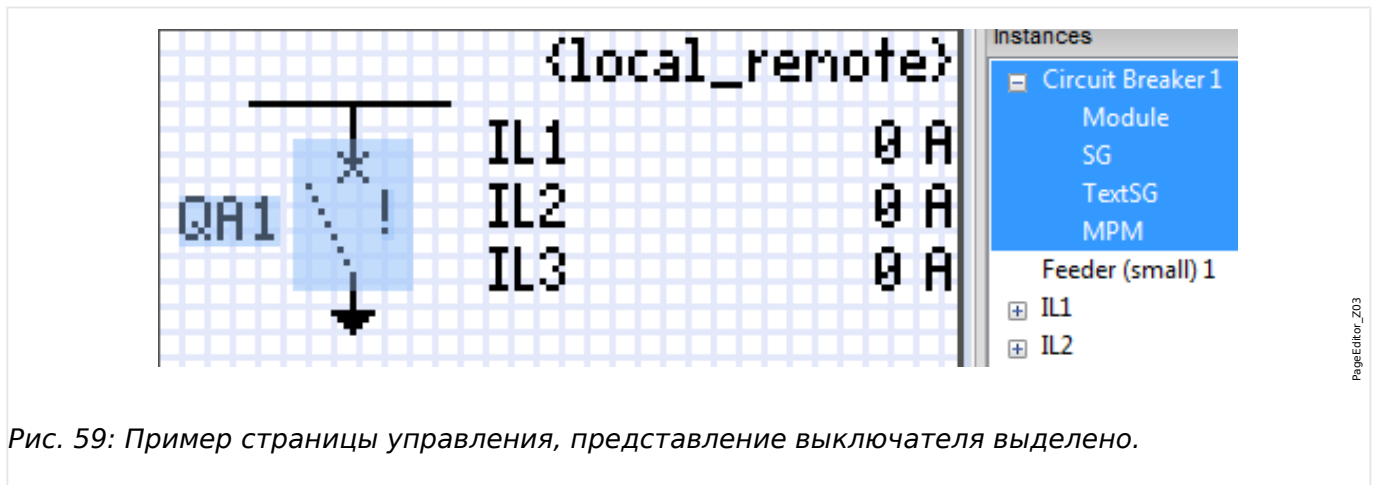 {local_remote}
QA1
!
IL1 0 A
IL2 0 A
IL3 0 A
Instances
Circuit Breaker 1
Module
SG
TextSG
MPM
Feeder (small) 1
IL1
IL2
PageEditor_Z03
Рис. 59: Пример страницы управления, представление выключателя выделено.